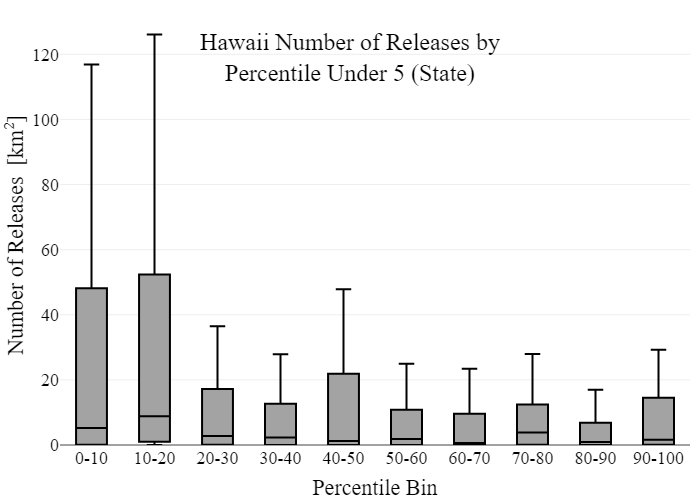 Hawaii Number of Releases by
Percentile Under 5 (State)
Number of Releases [km²]
120
100
80
60
40
20
0
0-10 10-20 20-30 30-40 40-50 50-60 60-70 70-80 80-90 90-100
Percentile Bin